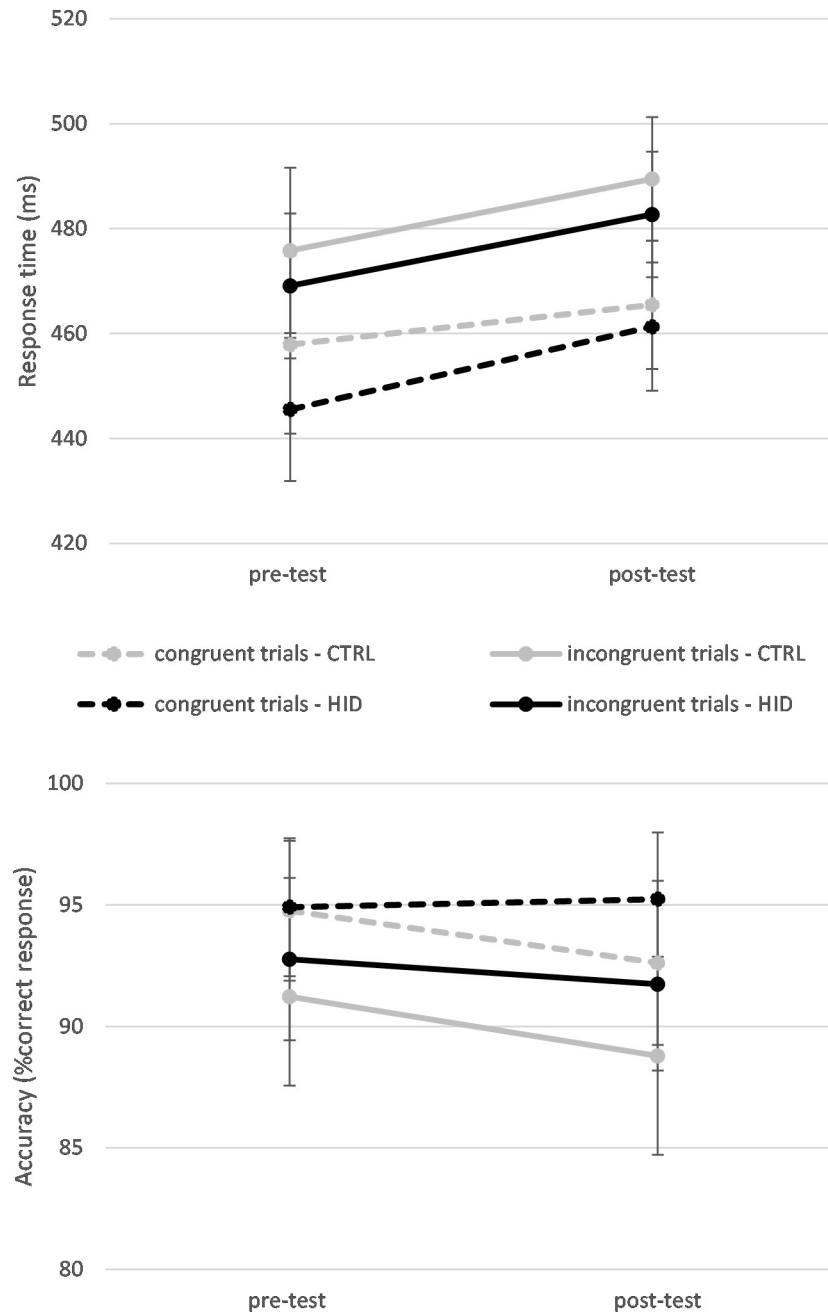 520
500
480
460
440
420
Response time (ms)
pre-test post-test
congruent trials - CTRL incongruent trials - CTRL
congruent trials - HID incongruent trials - HID
100
95
90
85
80
Accuracy (%correct response)
pre-test post-test